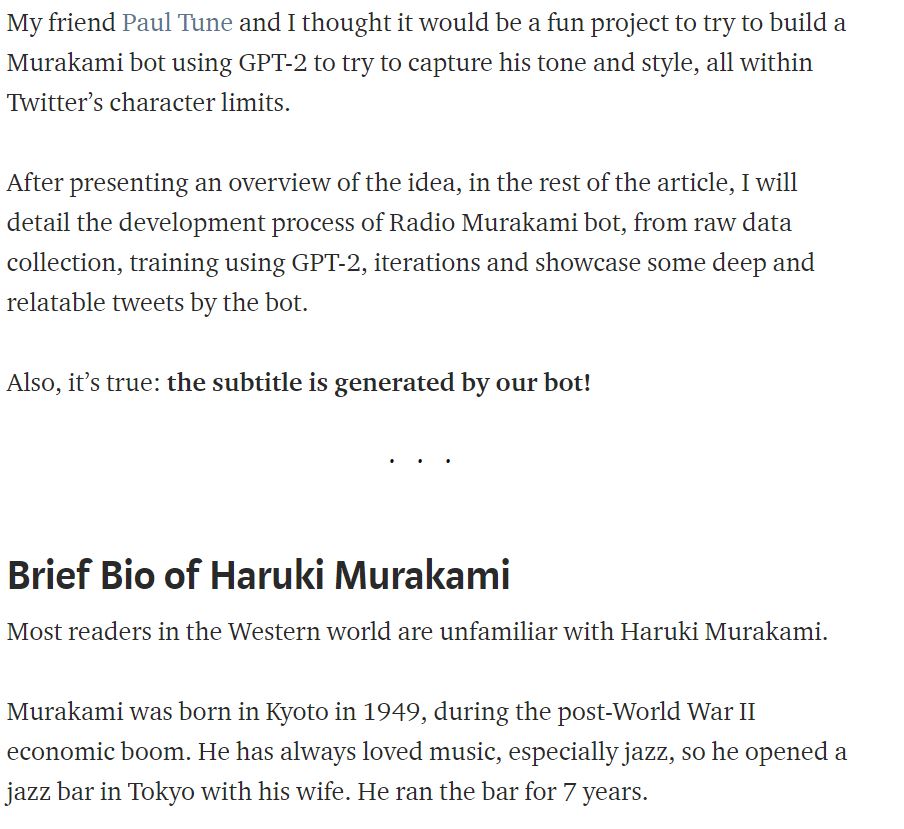 My friend Paul Tune and I thought it would be a fun project to try to build a
Murakami bot using GPT-2 to try to capture his tone and style, all within
Twitter’s character limits.
After presenting an overview of the idea, in the rest of the article, I will
detail the development process of Radio Murakami bot, from raw data
collection, training using GPT-2, iterations and showcase some deep and
relatable tweets by the bot.
Also, it’s true: the subtitle is generated by our bot!
. . .
Brief Bio of Haruki Murakami
Most readers in the Western world are unfamiliar with Haruki Murakami.
Murakami was born in Kyoto in 1949, during the post-World War II
economic boom. He has always loved music, especially jazz, so he opened a
jazz bar in Tokyo with his wife. He ran the bar for 7 years.